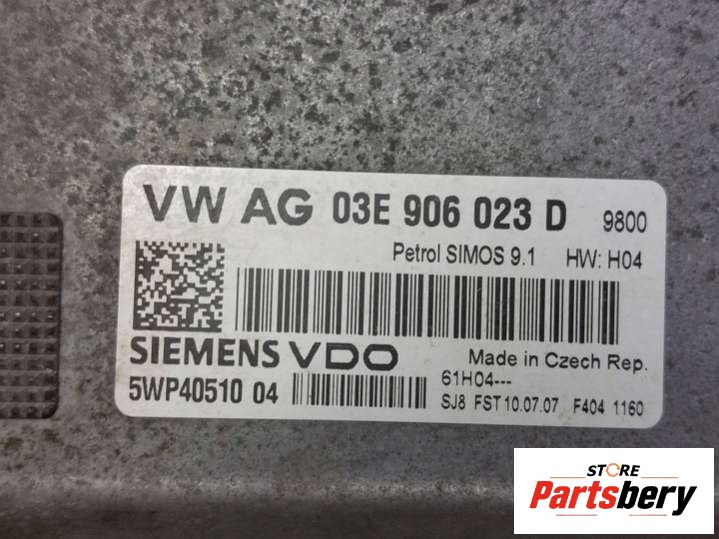 VW AG 03E 906 023 D 9800
Petrol SIMOS 9.1 HW: H04
SIEMENS VDO
Made in Czech Rep.
5WP40510 04
61H04---
SJ8 FST 10.07.07 F404 1160
STORE
Partsbery